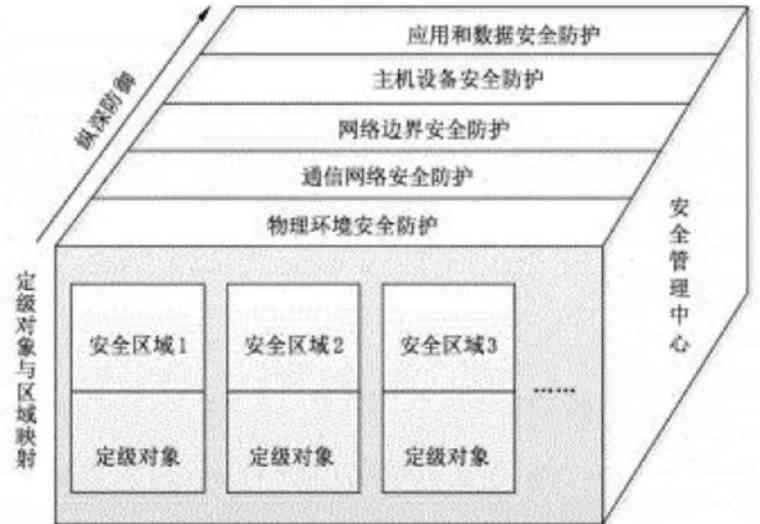 应用和数据安全防护
主机设备安全防护
网络边界安全防护
通信网络安全防护
物理环境安全防护
纵深防御
安全管理中心
定级对象与区域映射
安全区域1
安全区域2
安全区域3
……
定级对象
定级对象
定级对象